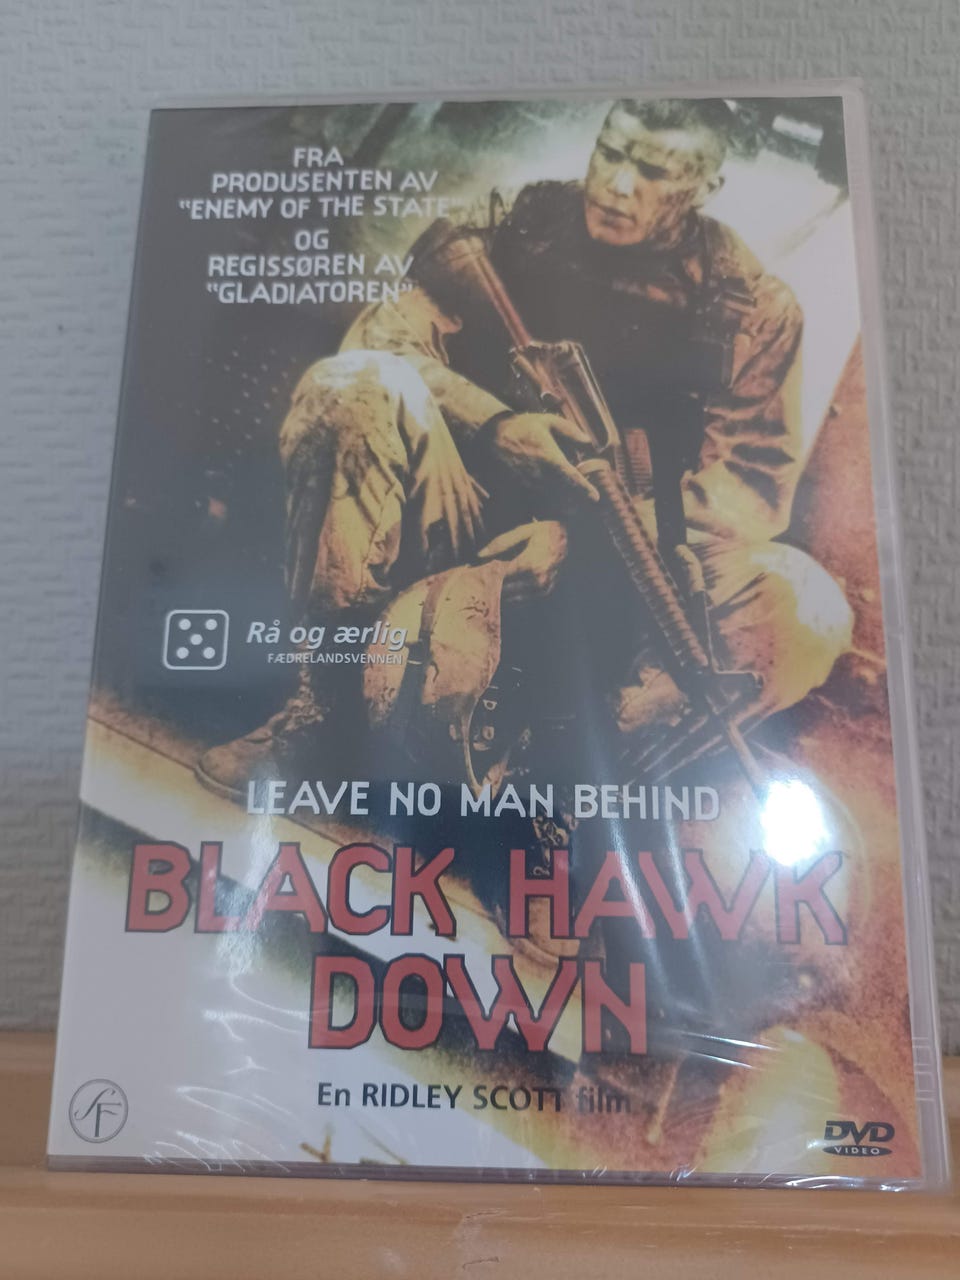 FRA
PRODUSENTEN AV
"ENEMY OF THE STATE"
OG
REGISSØREN AV
"GLADIATOREN"
Rå og ærlig
FÆDRELANDSVENNEN
LEAVE NO MAN BEHIND
BLACK HAWK
DOWN
En RIDLEY SCOTT film
SF
DVD
VIDEO